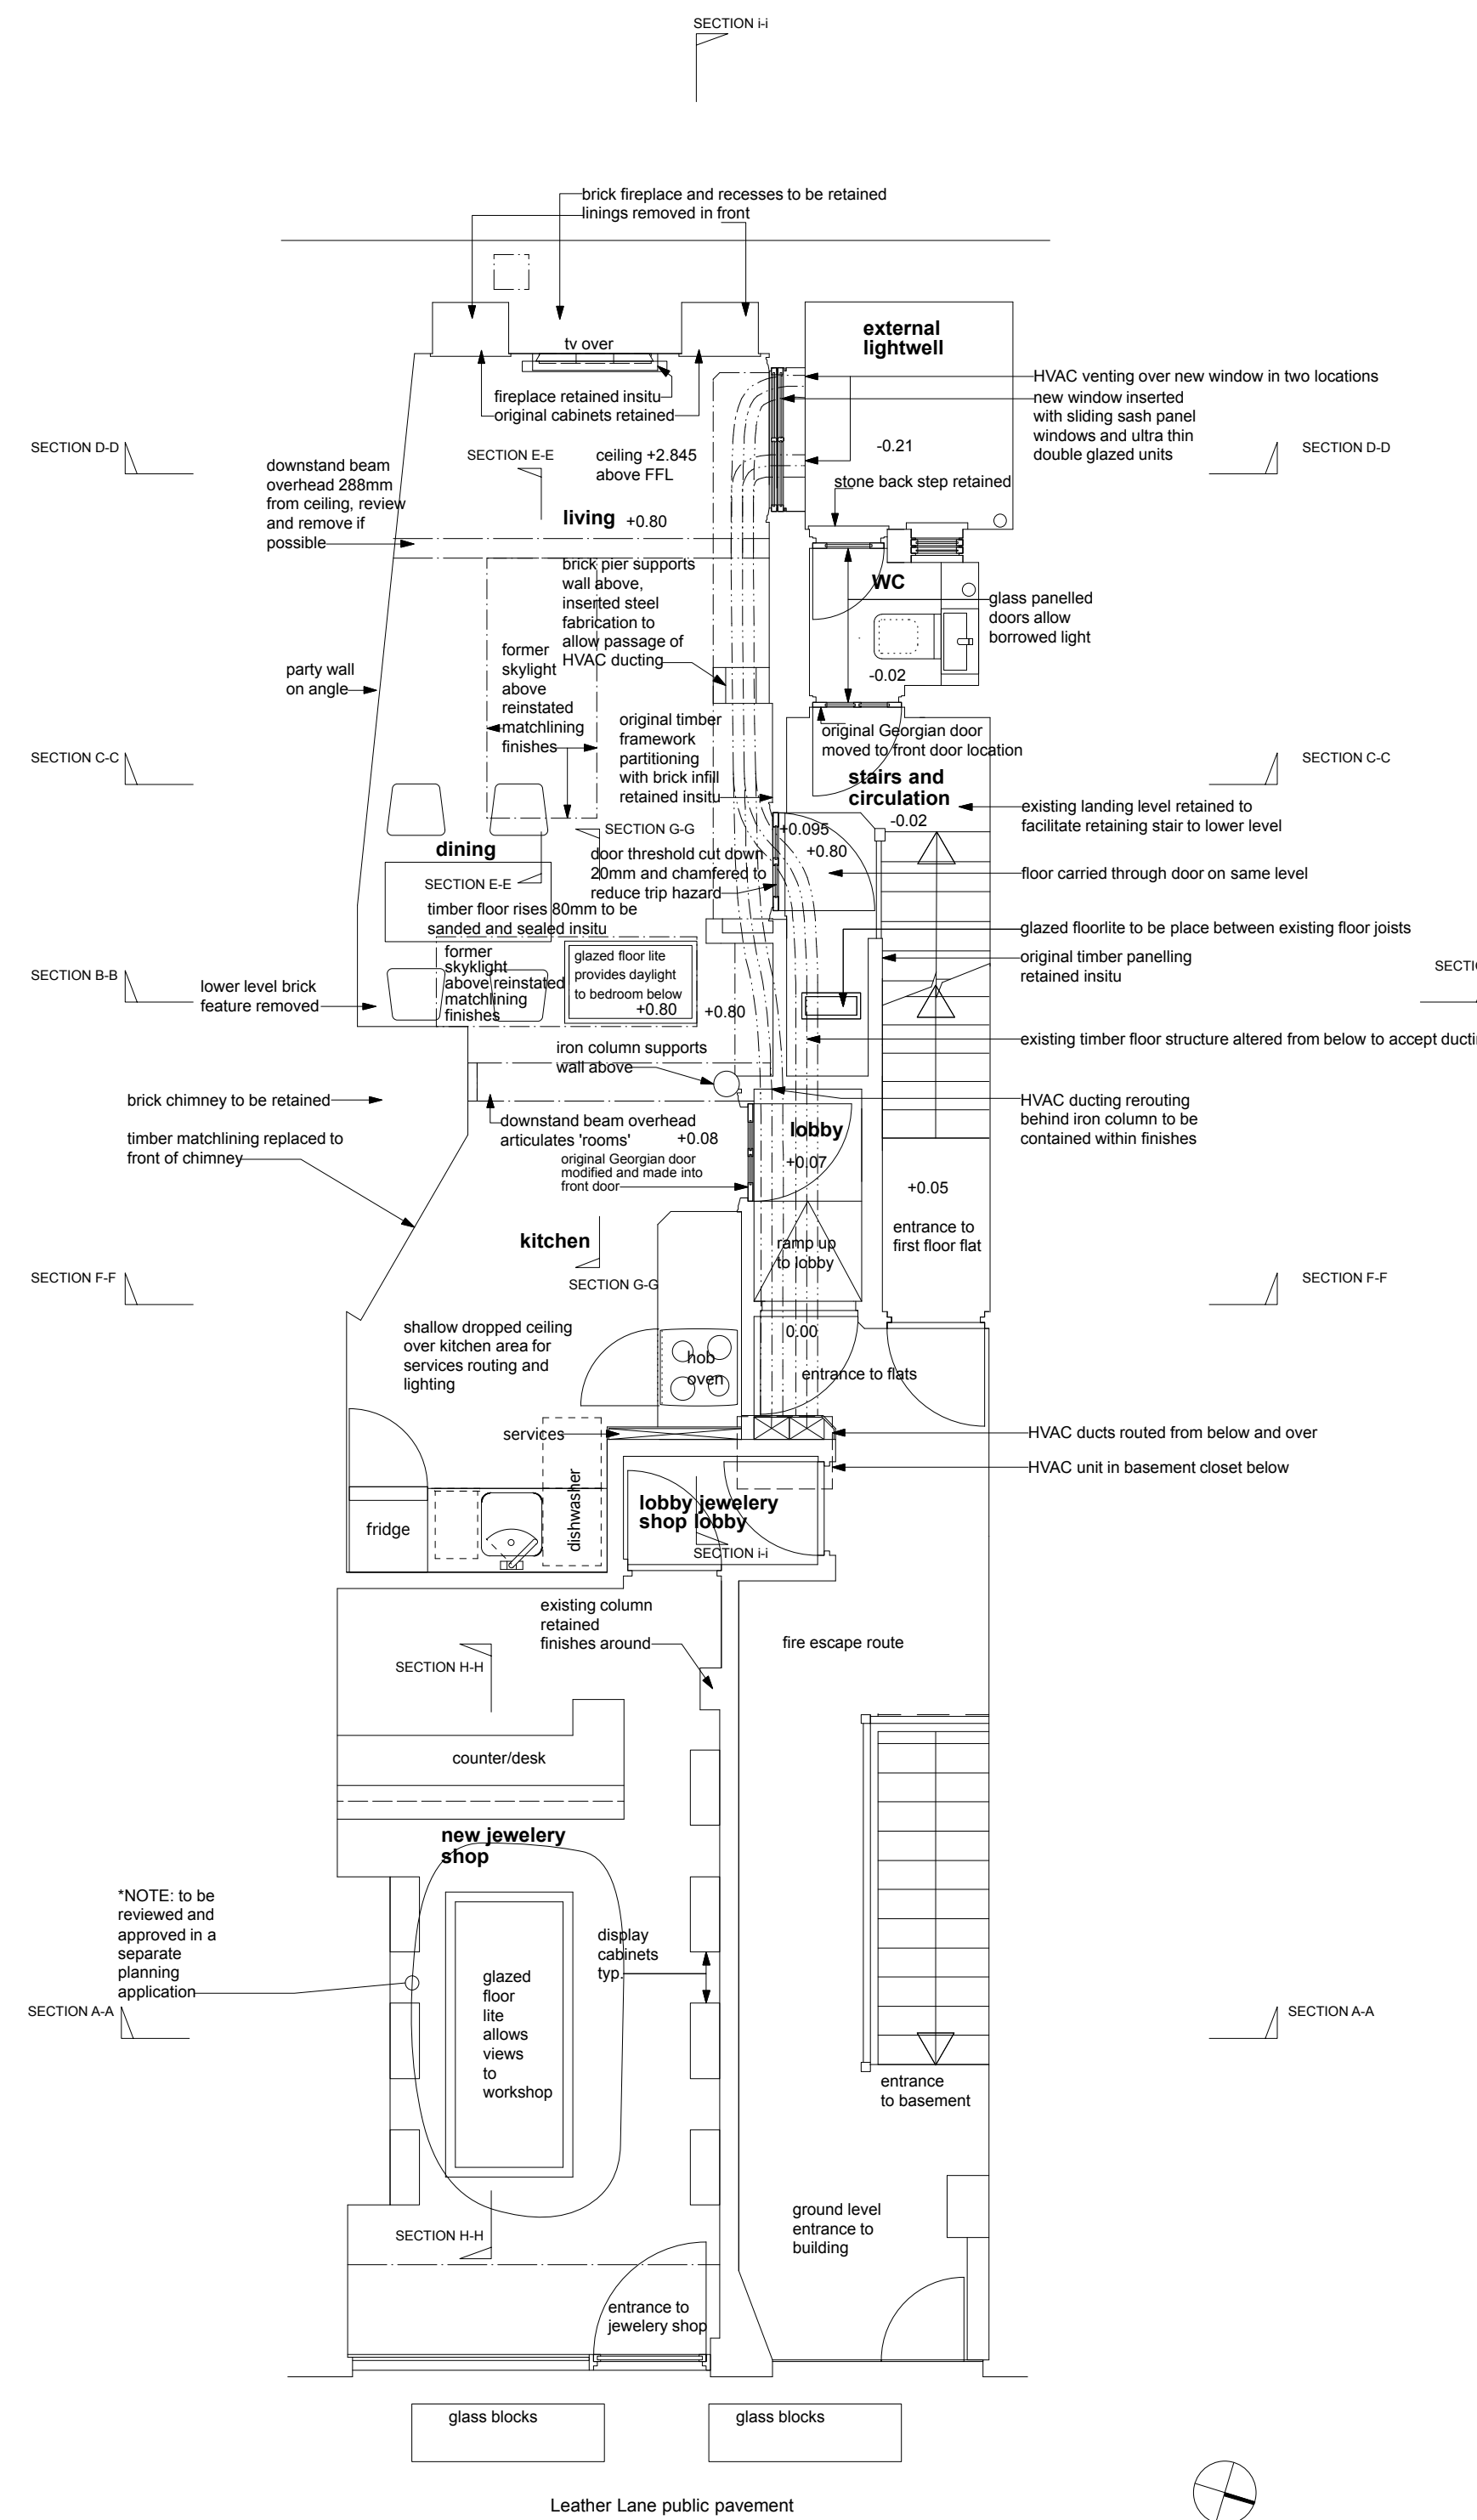 SECTION i-i
brick fireplace and recesses to be retained
linings removed in front
external
lightwell
tv over
HVAC venting over new window in two locations
fireplace retained insitu
original cabinets retained
new window inserted
with sliding sash panel
windows and ultra thin
double glazed units
SECTION D-D
SECTION E-E
ceiling +2.845
above FFL
-0.21
SECTION D-D
downstand beam
overhead 288mm
from ceiling, review
and remove if
possible
stone back step retained
living +0.80
brick pier supports
wall above,
inserted steel
fabrication to
allow passage of
HVAC ducting
WC
glass panelled
doors allow
borrowed light
former
skylight
above
reinstated
matchlining
finishes
party wall
on angle
-0.02
original timber
framework
partitioning
with brick infill
retained insitu
original Georgian door
moved to front door location
SECTION C-C
SECTION C-C
stairs and
circulation
-0.02
existing landing level retained to
facilitate retaining stair to lower level
SECTION G-G
+0.095
+0.80
dining
door threshold cut down
20mm and chamfered to
reduce trip hazard
floor carried through door on same level
SECTION E-E
timber floor rises 80mm to be
sanded and sealed insitu
glazed floorlite to be place between existing floor joists
former
skyklight
above reinstated
matchlining
finishes
glazed floor lite
provides daylight
to bedroom below
+0.80
+0.80
original timber panelling
retained insitu
SECTION B-B
SECTIO
lower level brick
feature removed
existing timber floor structure altered from below to accept ducti
iron column supports
wall above
brick chimney to be retained
HVAC ducting rerouting
behind iron column to be
contained within finishes
downstand beam overhead
articulates 'rooms'
+0.08
lobby
+0.07
timber matchlining replaced to
front of chimney
original Georgian door
modified and made into
front door
+0.05
entrance to
first floor flat
kitchen
ramp up
to lobby
SECTION F-F
SECTION G-G
SECTION F-F
shallow dropped ceiling
over kitchen area for
services routing and
lighting
0.00
hob
oven
entrance to flats
services
HVAC ducts routed from below and over
HVAC unit in basement closet below
dishwasher
lobby jewelery
shop lobby
fridge
SECTION i-i
existing column
retained
finishes around
fire escape route
SECTION H-H
counter/desk
new jewelery
shop
*NOTE: to be
reviewed and
approved in a
separate
planning
application
display
cabinets
typ.
glazed
floor
lite
allows
views
to
workshop
SECTION A-A
SECTION A-A
entrance
to basement
ground level
entrance to
building
SECTION H-H
entrance to
jewelery shop
glass blocks
glass blocks
Leather Lane public pavement